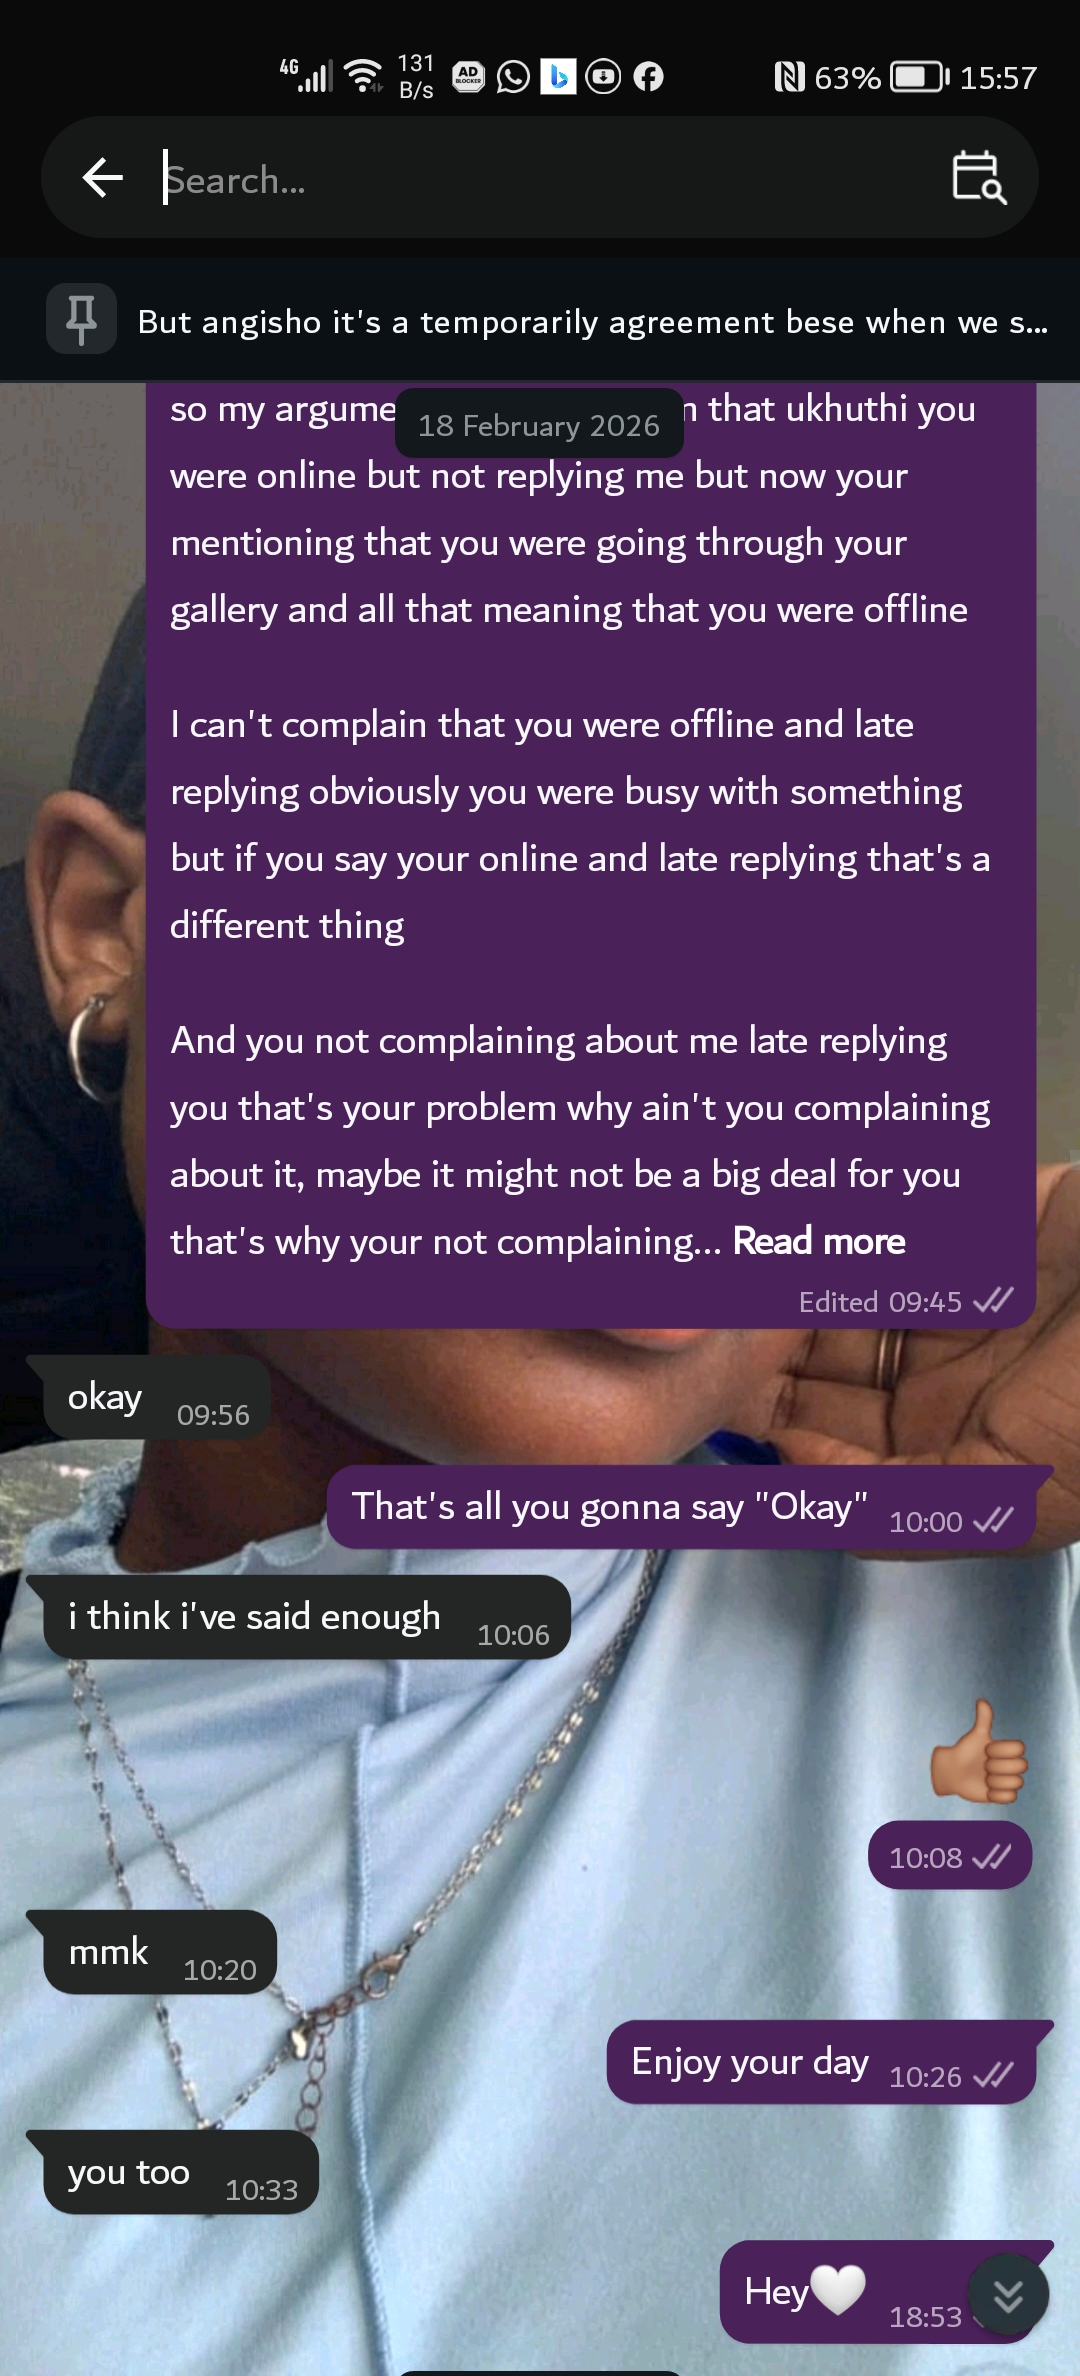 4G 131 B/s AD BLOCKER 63% 15:57
Search...
But angisho it's a temporarily agreement bese when we s...
18 February 2026
so my argume n that ukhuthi you
were online but not replying me but now your
mentioning that you were going through your
gallery and all that meaning that you were offline
I can't complain that you were offline and late
replying obviously you were busy with something
but if you say your online and late replying that's a
different thing
And you not complaining about me late replying
you that's your problem why ain't you complaining
about it, maybe it might not be a big deal for you
that's why your not complaining... Read more
Edited 09:45
okay 09:56
That's all you gonna say "Okay" 10:00
i think i've said enough 10:06
10:08
mmk 10:20
Enjoy your day 10:26
you too 10:33
Hey🤍 18:53